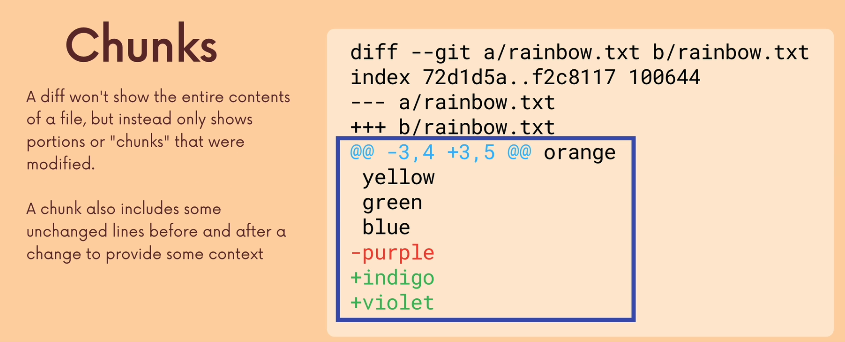 Chunks
A diff won't show the entire contents
of a file, but instead only shows
portions or "chunks" that were
modified.
A chunk also includes some
unchanged lines before and after a
change to provide some context
diff --git a/rainbow.txt b/rainbow.txt
index 72d1d5a..f2c8117 100644
--- a/rainbow.txt
+++ b/rainbow.txt
@@ -3,4 +3,5 @@ orange
 yellow
 green
 blue
-purple
+indigo
+violet